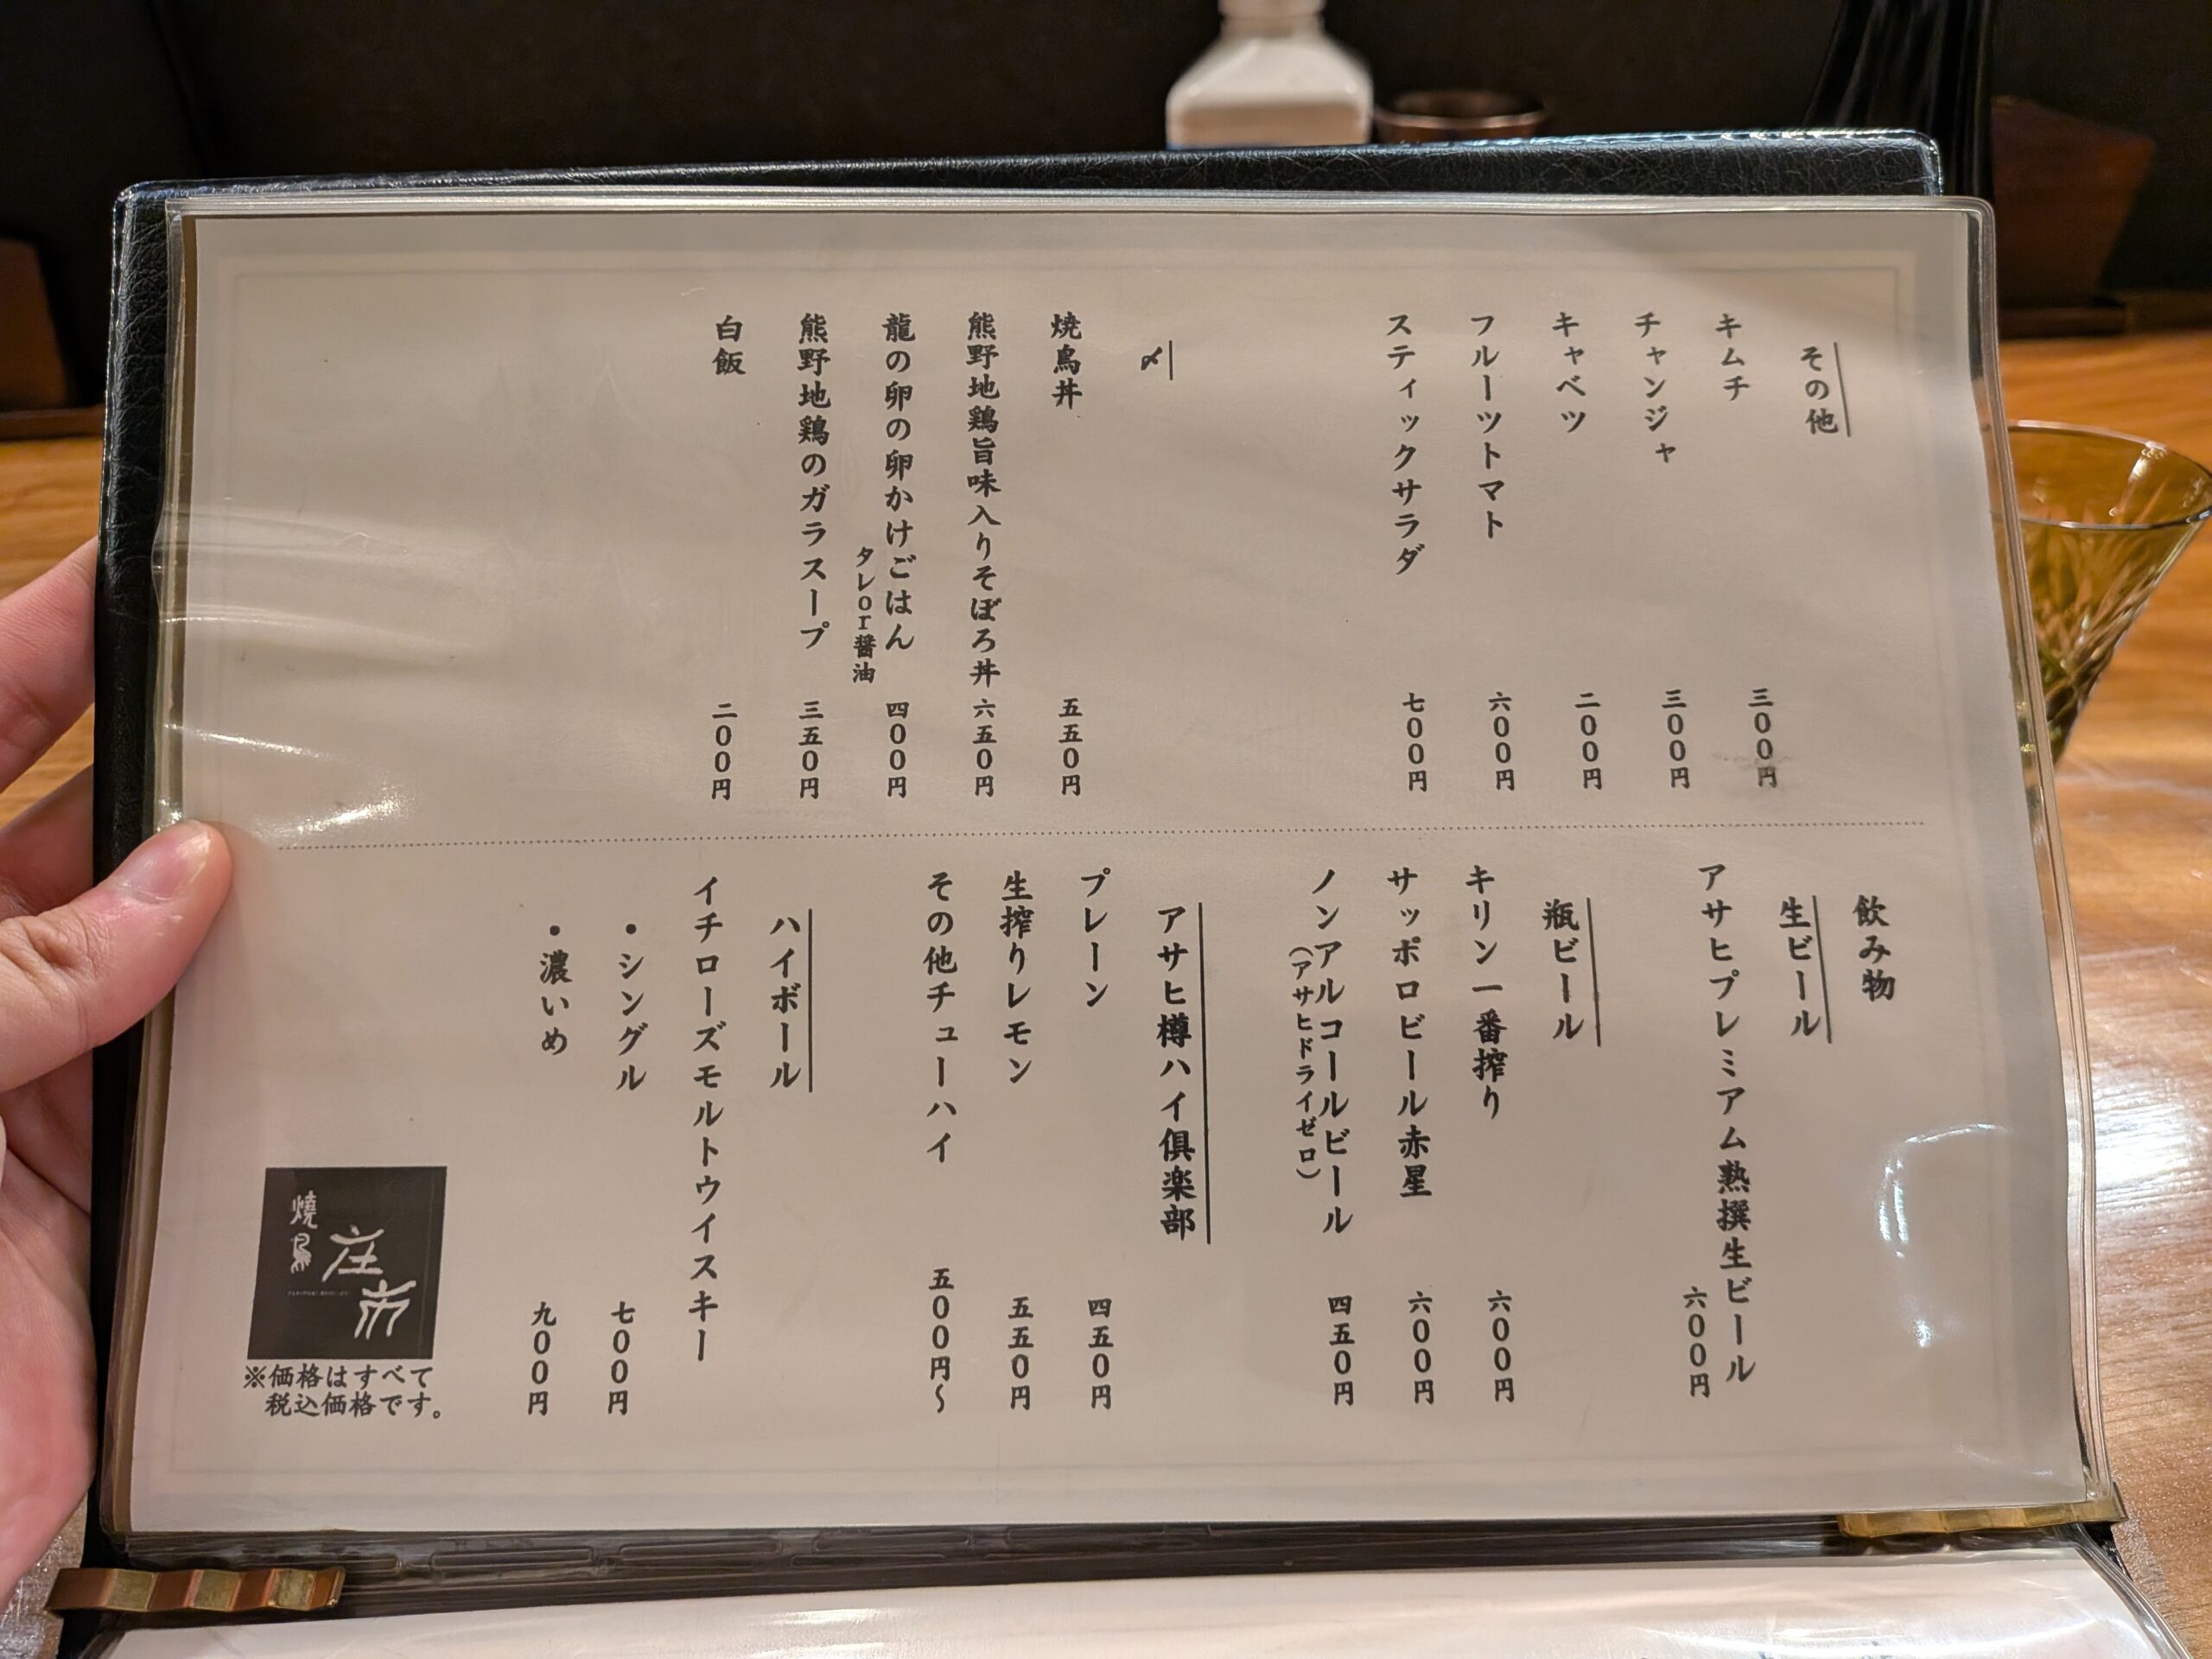 その他
キムチ 三〇〇円
チャンジャ 三〇〇円
キャベツ 二〇〇円
フルーツトマト 六〇〇円
スティックサラダ 七〇〇円
〆
焼鳥丼 五五〇円
熊野地鶏旨味入りそぼろ丼 六五〇円
龍の卵の卵かけごはん 四〇〇円
タレor醤油
熊野地鶏のガラスープ 三五〇円
白飯 二〇〇円
飲み物
生ビール
アサヒプレミアム熟撰生ビール
六〇〇円
瓶ビール
キリン一番搾り 六〇〇円
サッポロビール赤星 六〇〇円
ノンアルコールビール 四五〇円
（アサヒドライゼロ）
アサヒ樽ハイ倶楽部
プレーン 四五〇円
生搾りレモン 五五〇円
その他チューハイ 五〇〇円〜
ハイボール
イチローズモルトウイスキー
・シングル 七〇〇円
・濃いめ 九〇〇円
焼鳥
庄市
※価格はすべて
税込価格です。